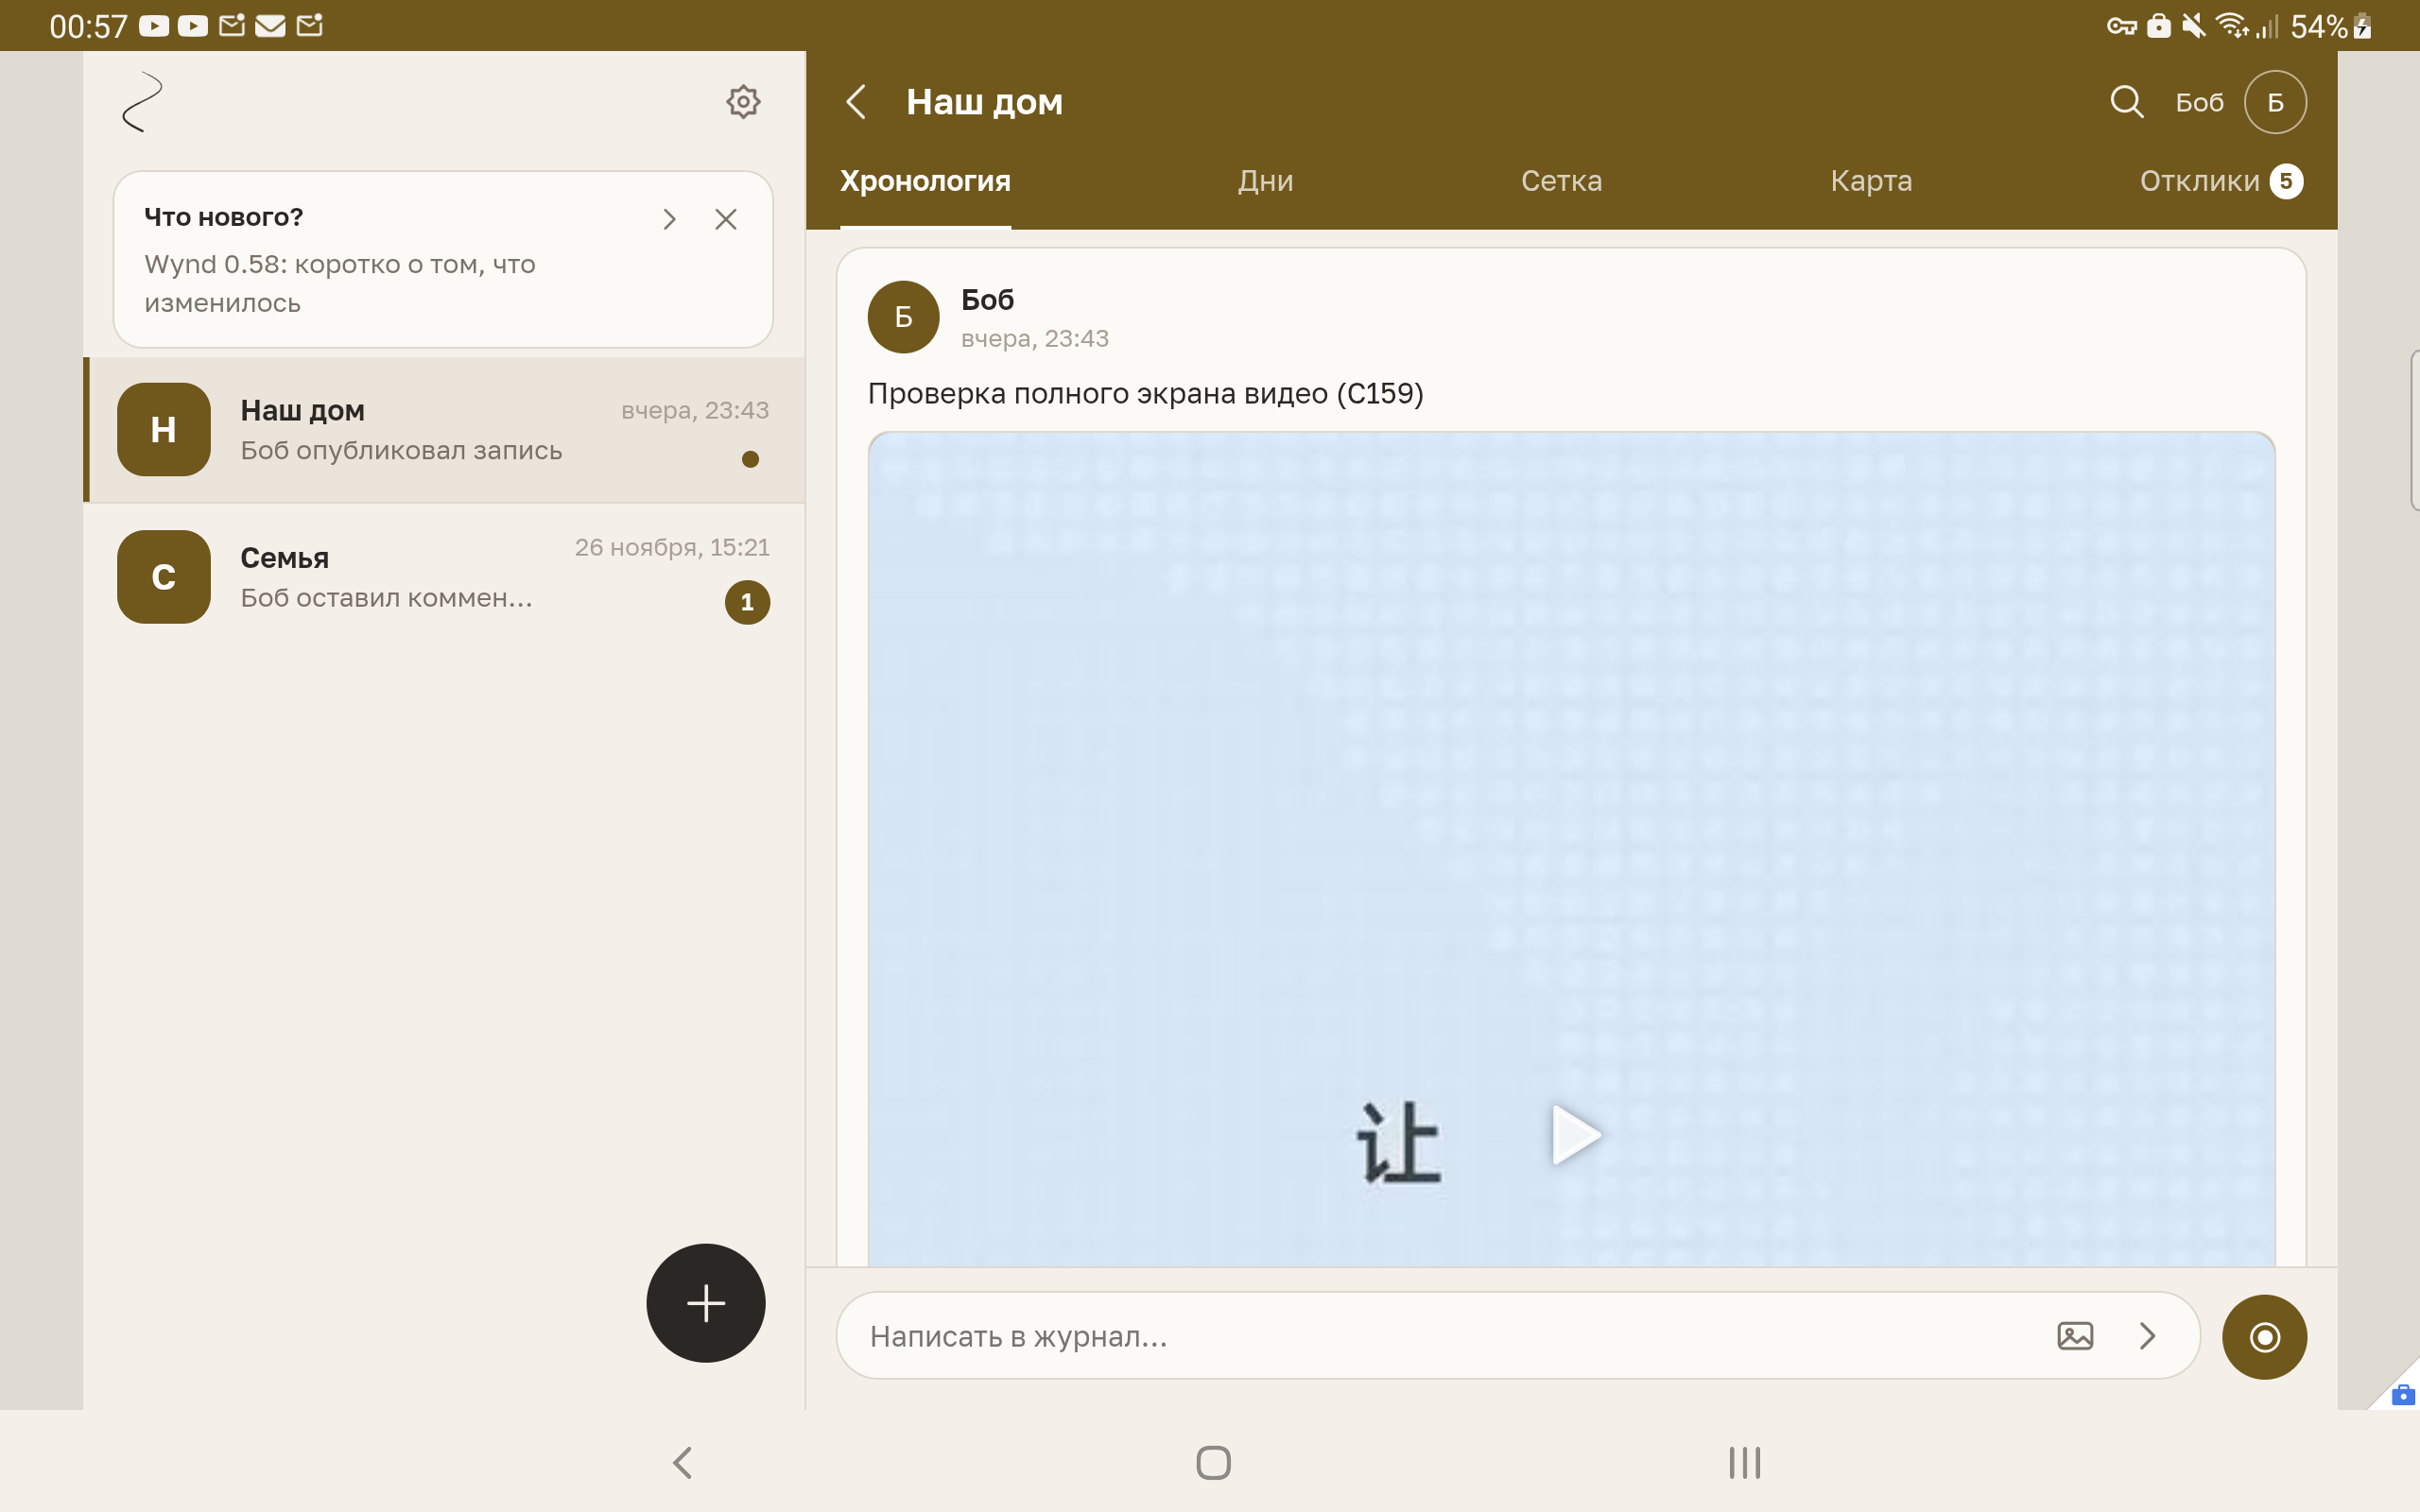 00:57
54%
Что нового?
Wynd 0.58: коротко о том, что
изменилось
Н
Наш дом
вчера, 23:43
Боб опубликовал запись
С
Семья
26 ноября, 15:21
Боб оставил коммен...
1
Наш дом
Боб
Б
Хронология
Дни
Сетка
Карта
Отклики 5
Б
Боб
вчера, 23:43
Проверка полного экрана видео (C159)
让
Написать в журнал...